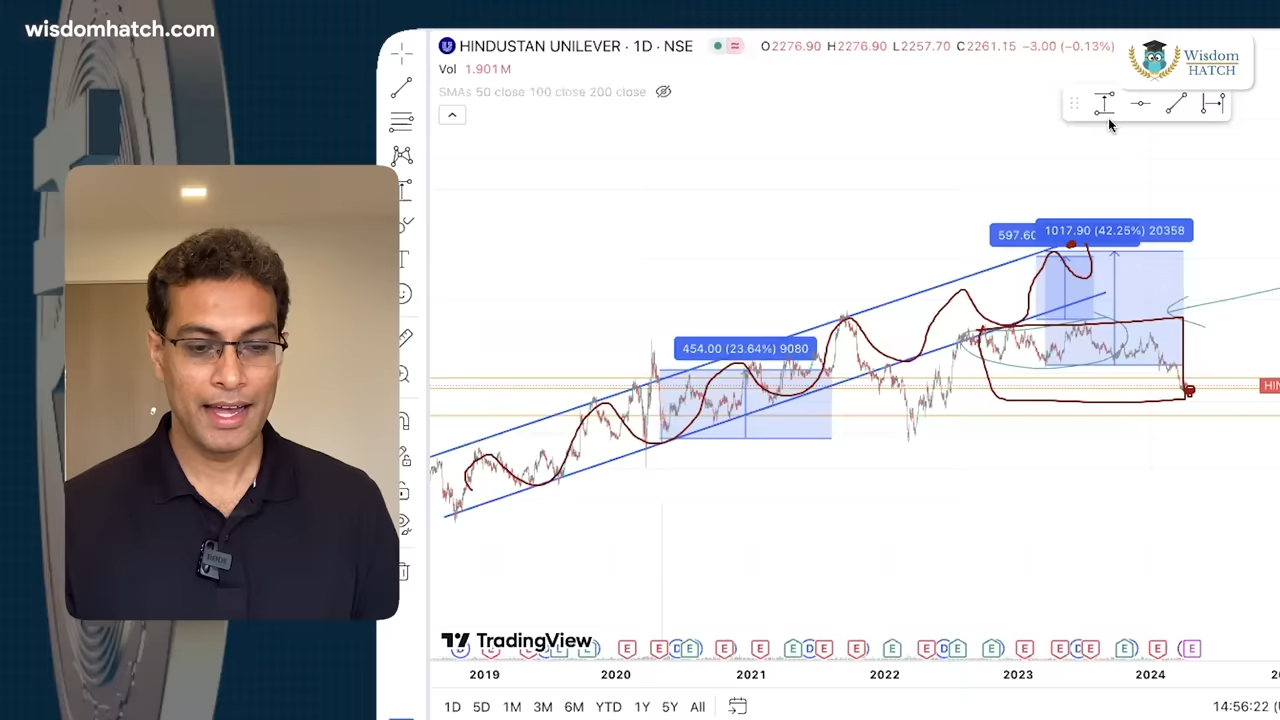 wisdomhatch.com
HINDUSTAN UNILEVER · 1D · NSE
O2276.90 H2276.90 L2257.70 C2261.15 −3.00 (−0.13%)
Wisdom
HATCH
Vol 1.901M
SMAs 50 close 100 close 200 close
1017.90 (42.25%) 20358
597.60
454.00 (23.64%) 9080
HIN
RODE
TradingView
2019 2020 2021 2022 2023 2024
1D 5D 1M 3M 6M YTD 1Y 5Y All
14:56:22